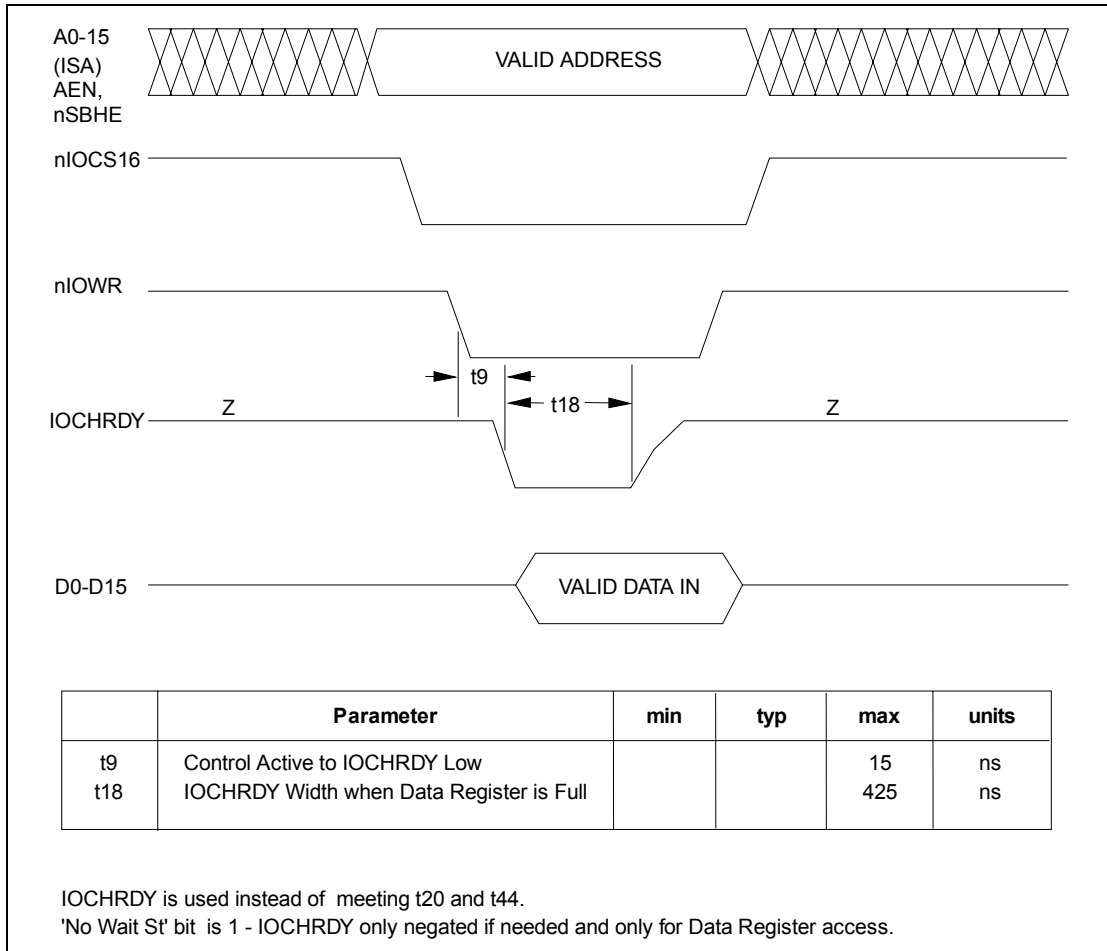 A0-15
(ISA)
AEN,
nSBHE
VALID ADDRESS
nIOCS16
nIOWR
t9
t18
IOCHRDY
Z
Z
D0-D15
VALID DATA IN
Parameter min typ max units
t9 Control Active to IOCHRDY Low 15 ns
t18 IOCHRDY Width when Data Register is Full 425 ns
IOCHRDY is used instead of meeting t20 and t44.
'No Wait St' bit is 1 - IOCHRDY only negated if needed and only for Data Register access.